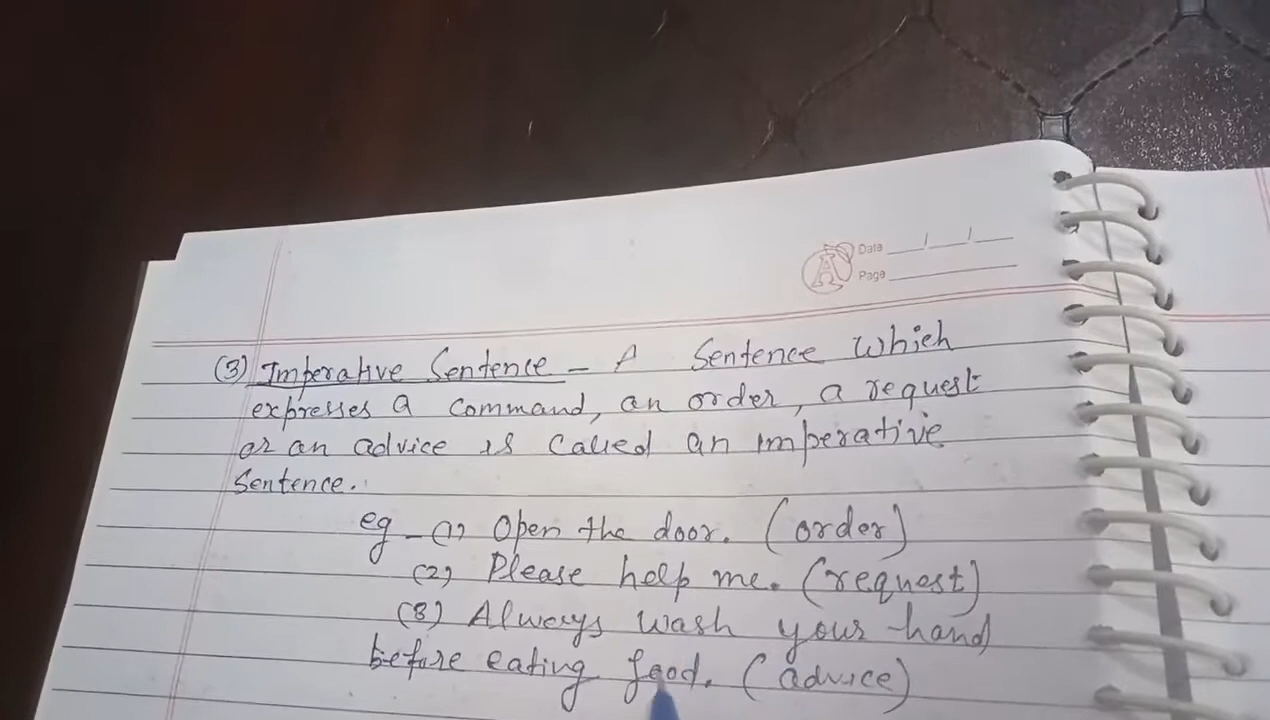 Date / /
Page
(3) Imperative Sentence - A Sentence which
expresses a command, an order, a request
or an advice is called an imperative
Sentence.
eg - (1) Open the door. (order)
(2) Please help me. (request)
(3) Always wash your hand
before eating food. (advice)